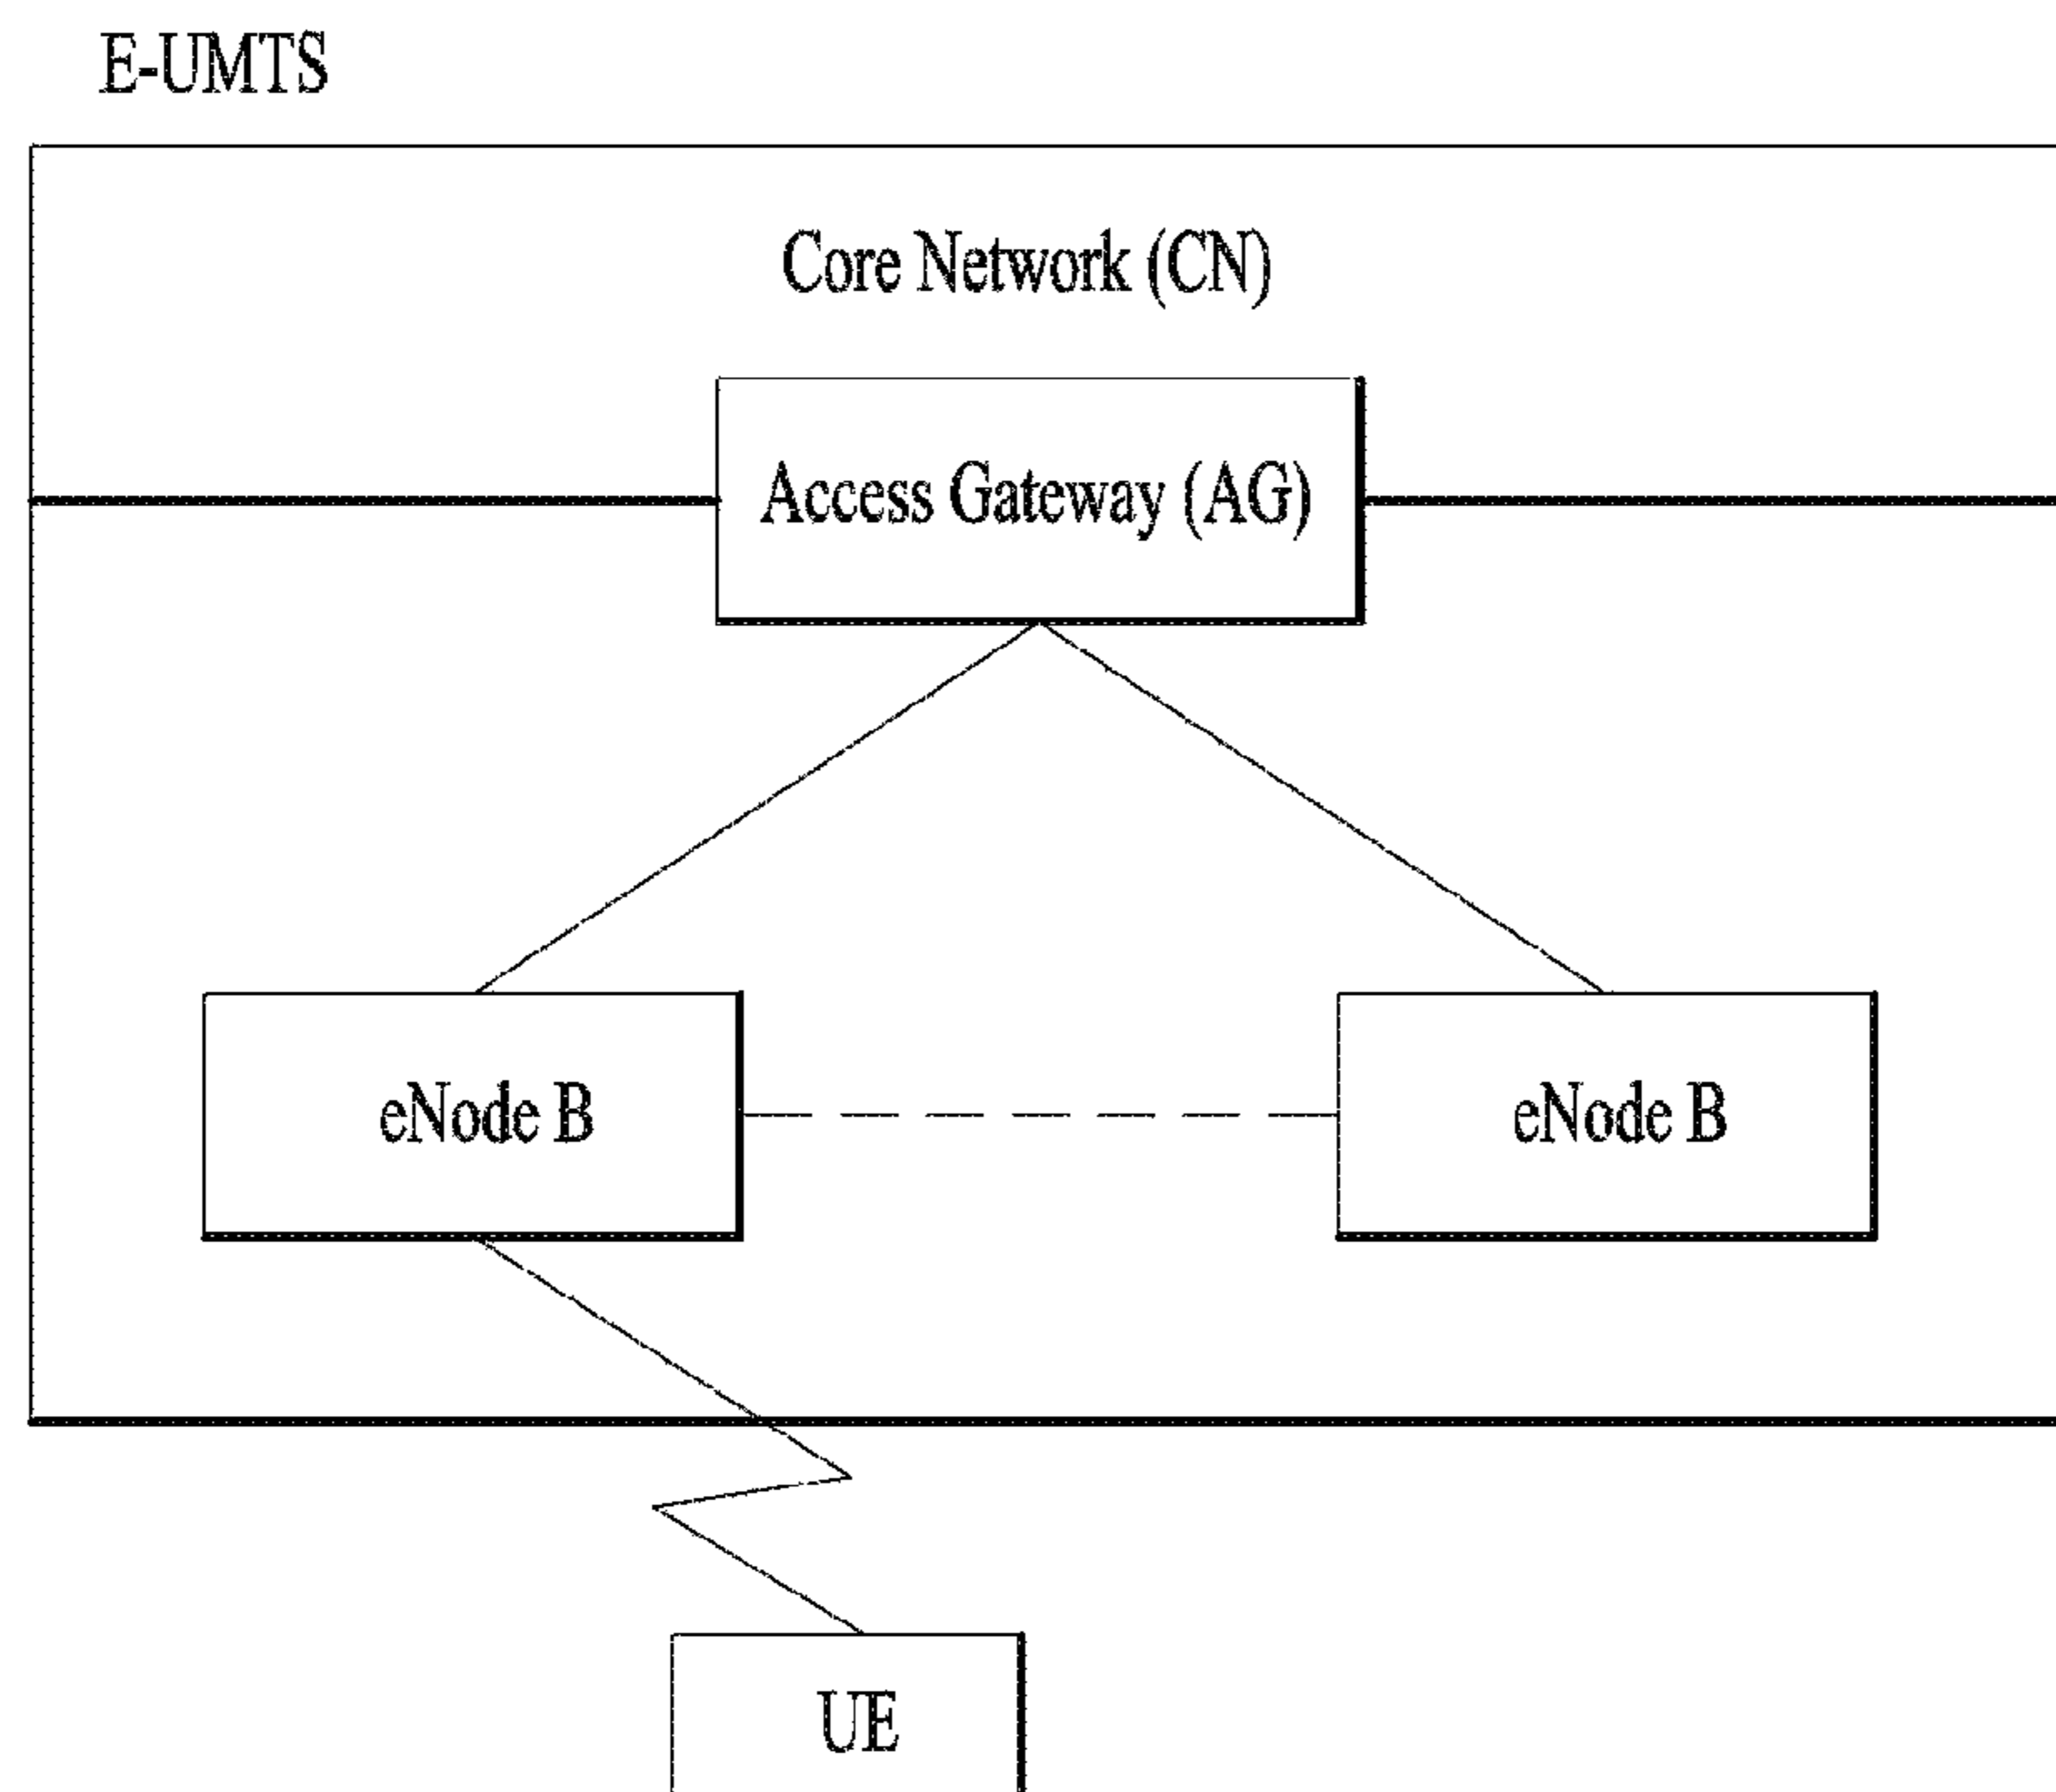 E-UMTS
Core Network (CN)
Access Gateway (AG)
eNode B
eNode B
UE